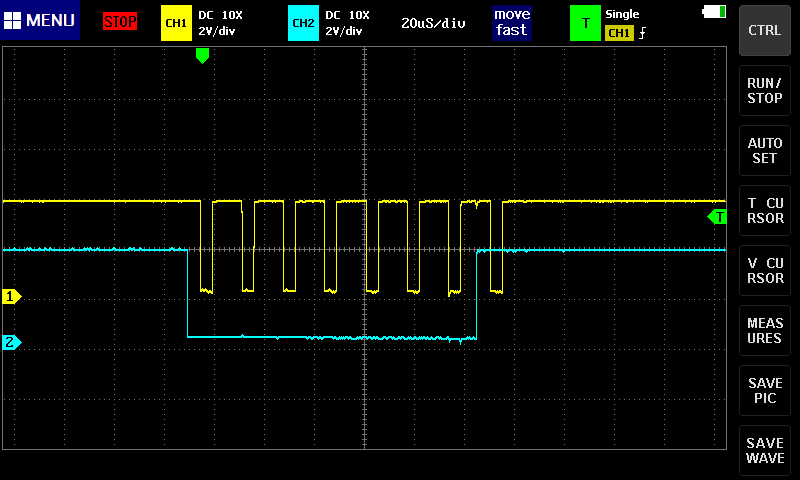 MENU
STOP
CH1
DC 10X
2V/div
CH2
DC 10X
2V/div
20uS/div
move
fast
T
Single
CH1
CTRL
RUN/
STOP
AUTO
SET
T CU
RSOR
T
V CU
RSOR
1
MEAS
URES
2
SAVE
PIC
SAVE
WAVE